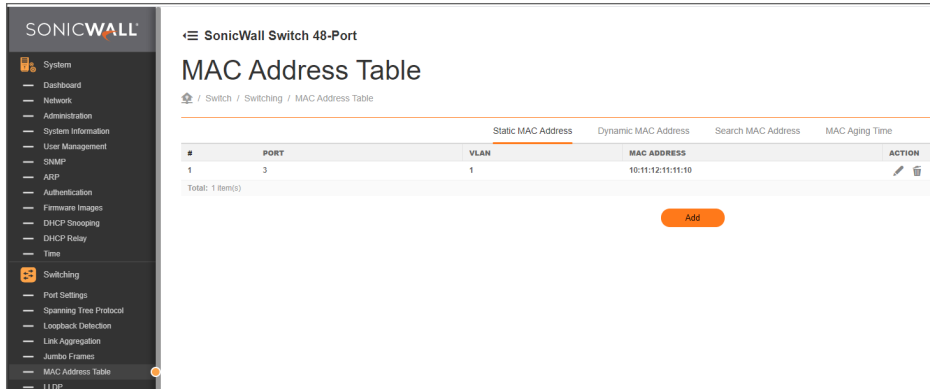 SONICWALL
System
Dashboard
Network
Administration
System Information
User Management
SNMP
ARP
Authentication
Firmware Images
DHCP Snooping
DHCP Relay
Time
Switching
Port Settings
Spanning Tree Protocol
Loopback Detection
Link Aggregation
Jumbo Frames
MAC Address Table
LLDP
SonicWall Switch 48-Port
MAC Address Table
/ Switch / Switching / MAC Address Table
Static MAC Address Dynamic MAC Address Search MAC Address MAC Aging Time
# PORT VLAN MAC ADDRESS ACTION
1 3 1 10:11:12:11:11:10
Total: 1 item(s)
Add